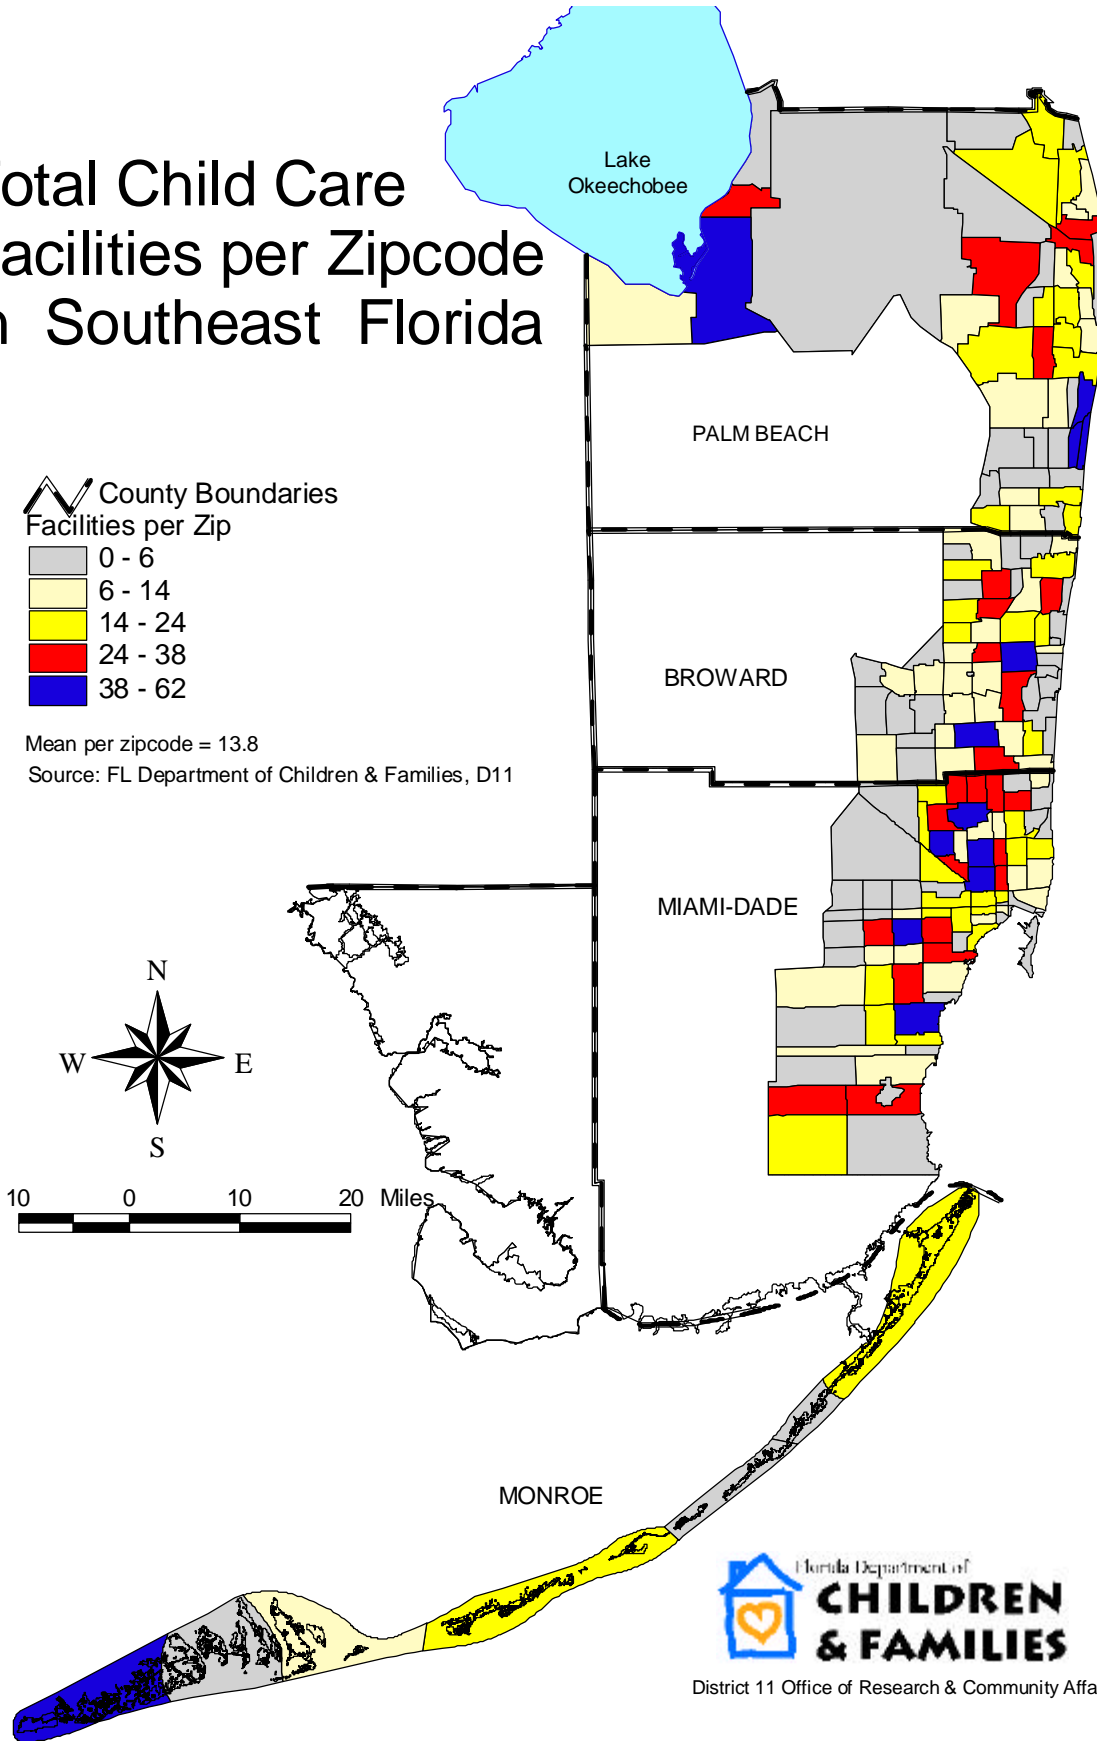 otal Child Care
acilities per Zipcode
n Southeast Florida
Lake
Okeechobee
PALM BEACH
County Boundaries
Facilities per Zip
0 - 6
6 - 14
14 - 24
24 - 38
38 - 62
BROWARD
Mean per zipcode = 13.8
Source: FL Department of Children & Families, D11
MIAMI-DADE
N
W E
S
10 0 10 20 Miles
MONROE
Florida Department of
CHILDREN
& FAMILIES
District 11 Office of Research & Community Affa